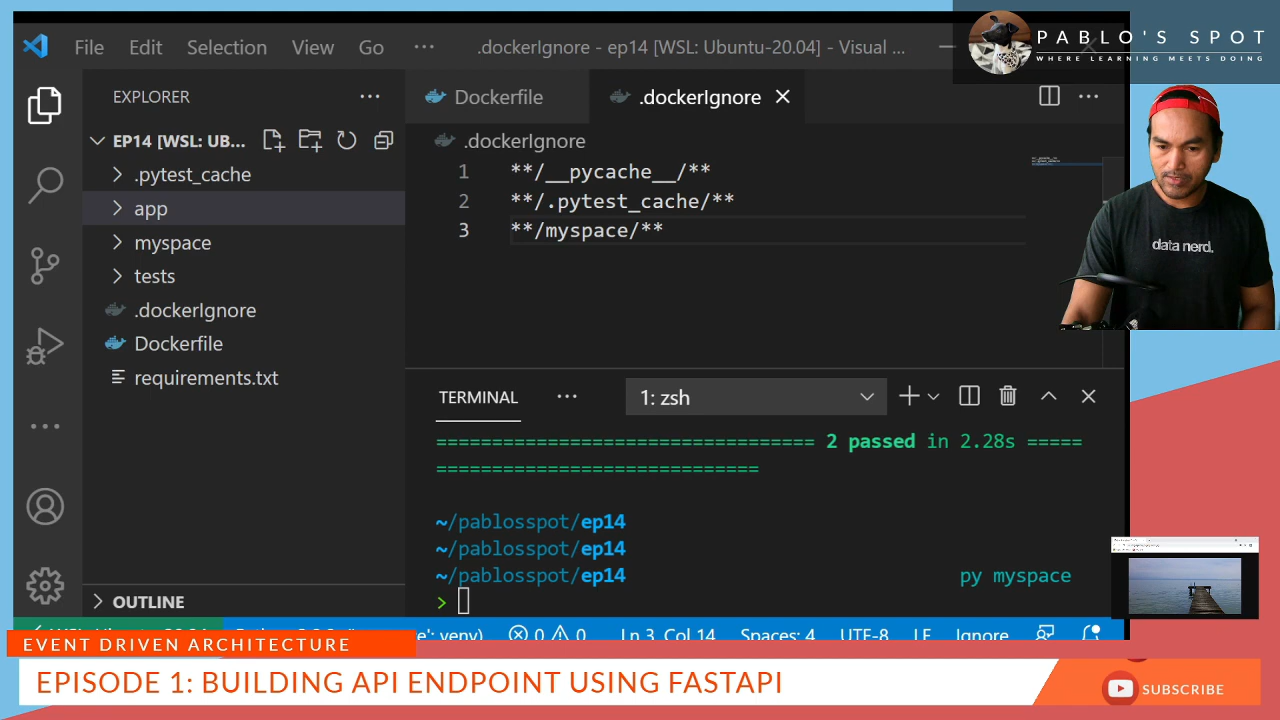 File Edit Selection View Go ··· .dockerIgnore - ep14 [WSL: Ubuntu-20.04] - Visual ...
PABLO'S SPOT
WHERE LEARNING MEETS DOING
EXPLORER ···
Dockerfile .dockerIgnore
EP14 [WSL: UB...
.dockerIgnore
.pytest_cache
app
myspace
tests
.dockerIgnore
Dockerfile
requirements.txt
1 **/__pycache__/**
2 **/.pytest_cache/**
3 **/myspace/**
data nerd.
TERMINAL ··· 1: zsh
================================ 2 passed in 2.28s =====
===========================
~/pablosspot/ep14
~/pablosspot/ep14
~/pablosspot/ep14 py myspace
>
OUTLINE
venv) 0 0 Ln 3, Col 14 Spaces: 4 UTF-8 LF Ignore
EVENT DRIVEN ARCHITECTURE
EPISODE 1: BUILDING API ENDPOINT USING FASTAPI
SUBSCRIBE